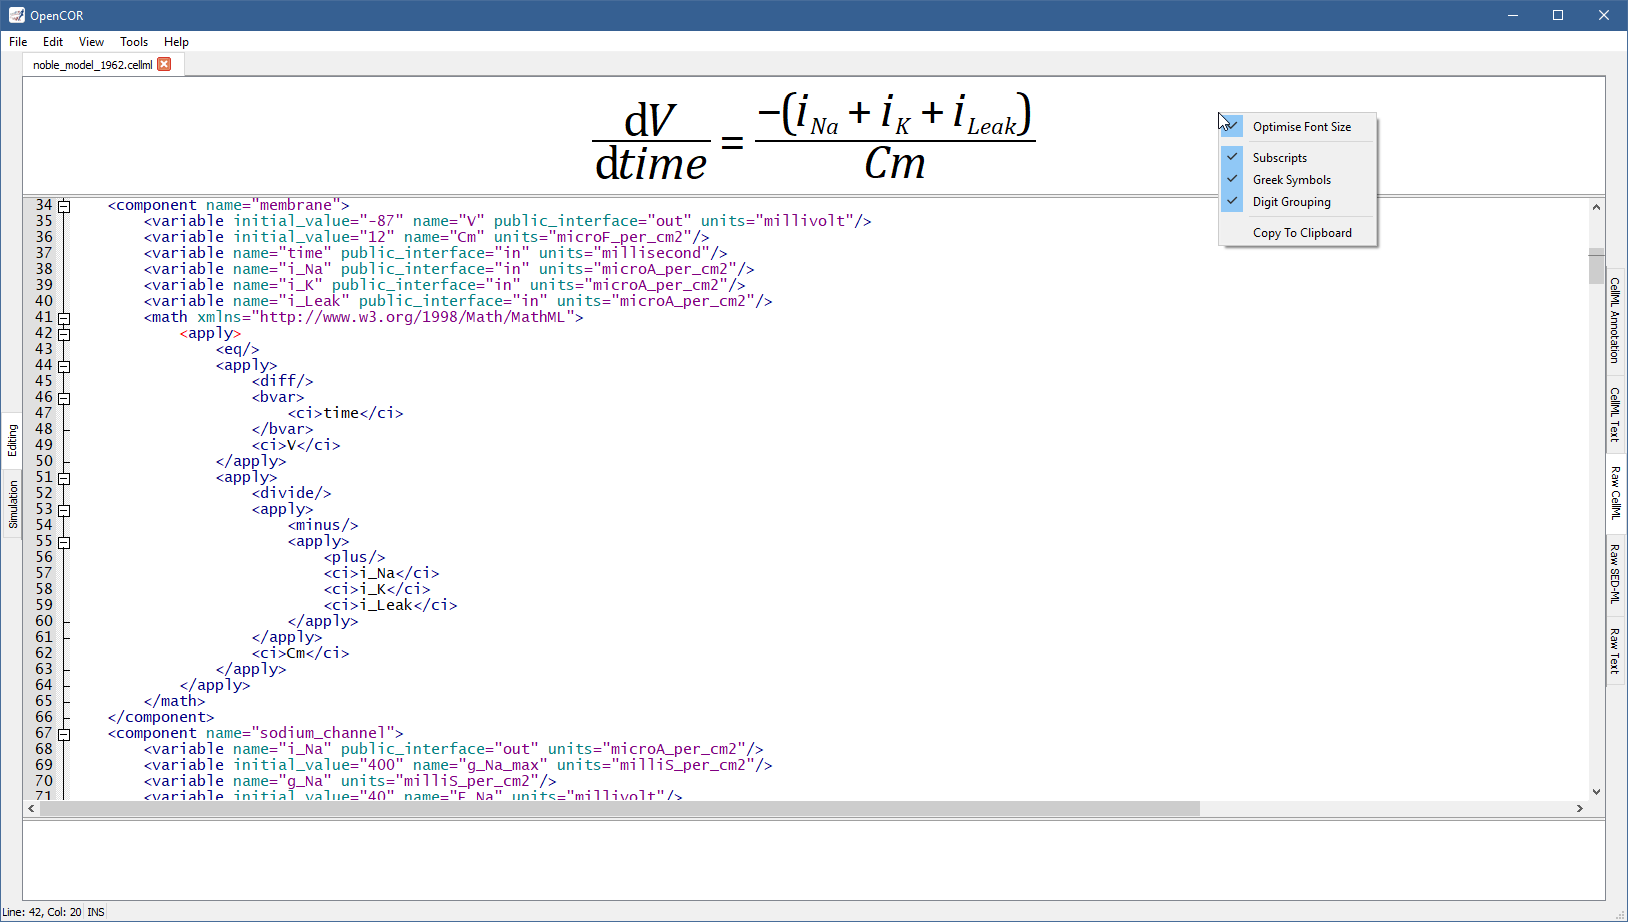 OpenCOR
File Edit View Tools Help
noble_model_1962.cellml
dV
dtime
=
−(i Na + i K + i Leak)
Cm
Optimise Font Size
Subscripts
Greek Symbols
Digit Grouping
Copy To Clipboard
34 <component name="membrane">
35 <variable initial_value="-87" name="V" public_interface="out" units="millivolt"/>
36 <variable initial_value="12" name="Cm" units="microF_per_cm2"/>
37 <variable name="time" public_interface="in" units="millisecond"/>
38 <variable name="i_Na" public_interface="in" units="microA_per_cm2"/>
39 <variable name="i_K" public_interface="in" units="microA_per_cm2"/>
40 <variable name="i_Leak" public_interface="in" units="microA_per_cm2"/>
41 <math xmlns="http://www.w3.org/1998/Math/MathML">
42 <apply>
43 <eq/>
44 <apply>
45 <diff/>
46 <bvar>
47 <ci>time</ci>
48 </bvar>
49 <ci>V</ci>
50 </apply>
51 <apply>
52 <divide/>
53 <apply>
54 <minus/>
55 <apply>
56 <plus/>
57 <ci>i_Na</ci>
58 <ci>i_K</ci>
59 <ci>i_Leak</ci>
60 </apply>
61 </apply>
62 <ci>Cm</ci>
63 </apply>
64 </apply>
65 </math>
66 </component>
67 <component name="sodium_channel">
68 <variable name="i_Na" public_interface="out" units="microA_per_cm2"/>
69 <variable initial_value="400" name="g_Na_max" units="milliS_per_cm2"/>
70 <variable name="g_Na" units="milliS_per_cm2"/>
71 <variable initial_value="40" name="E_Na" units="millivolt"/>
Editing
Simulation
CellML Annotation
CellML Text
Raw CellML
Raw SED-ML
Raw Text
Line: 42, Col: 20 INS